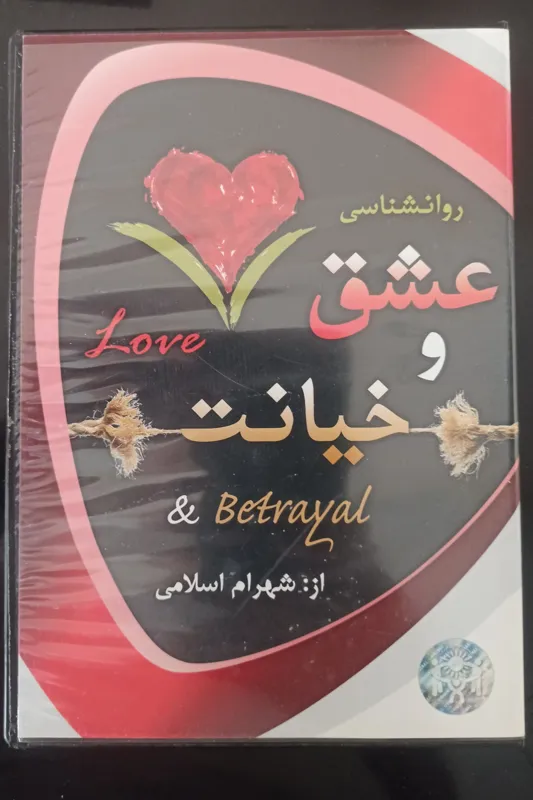 روانشناسی
عشق
Love
و
خیانت
& Betrayal
از: شهرام اسلامی